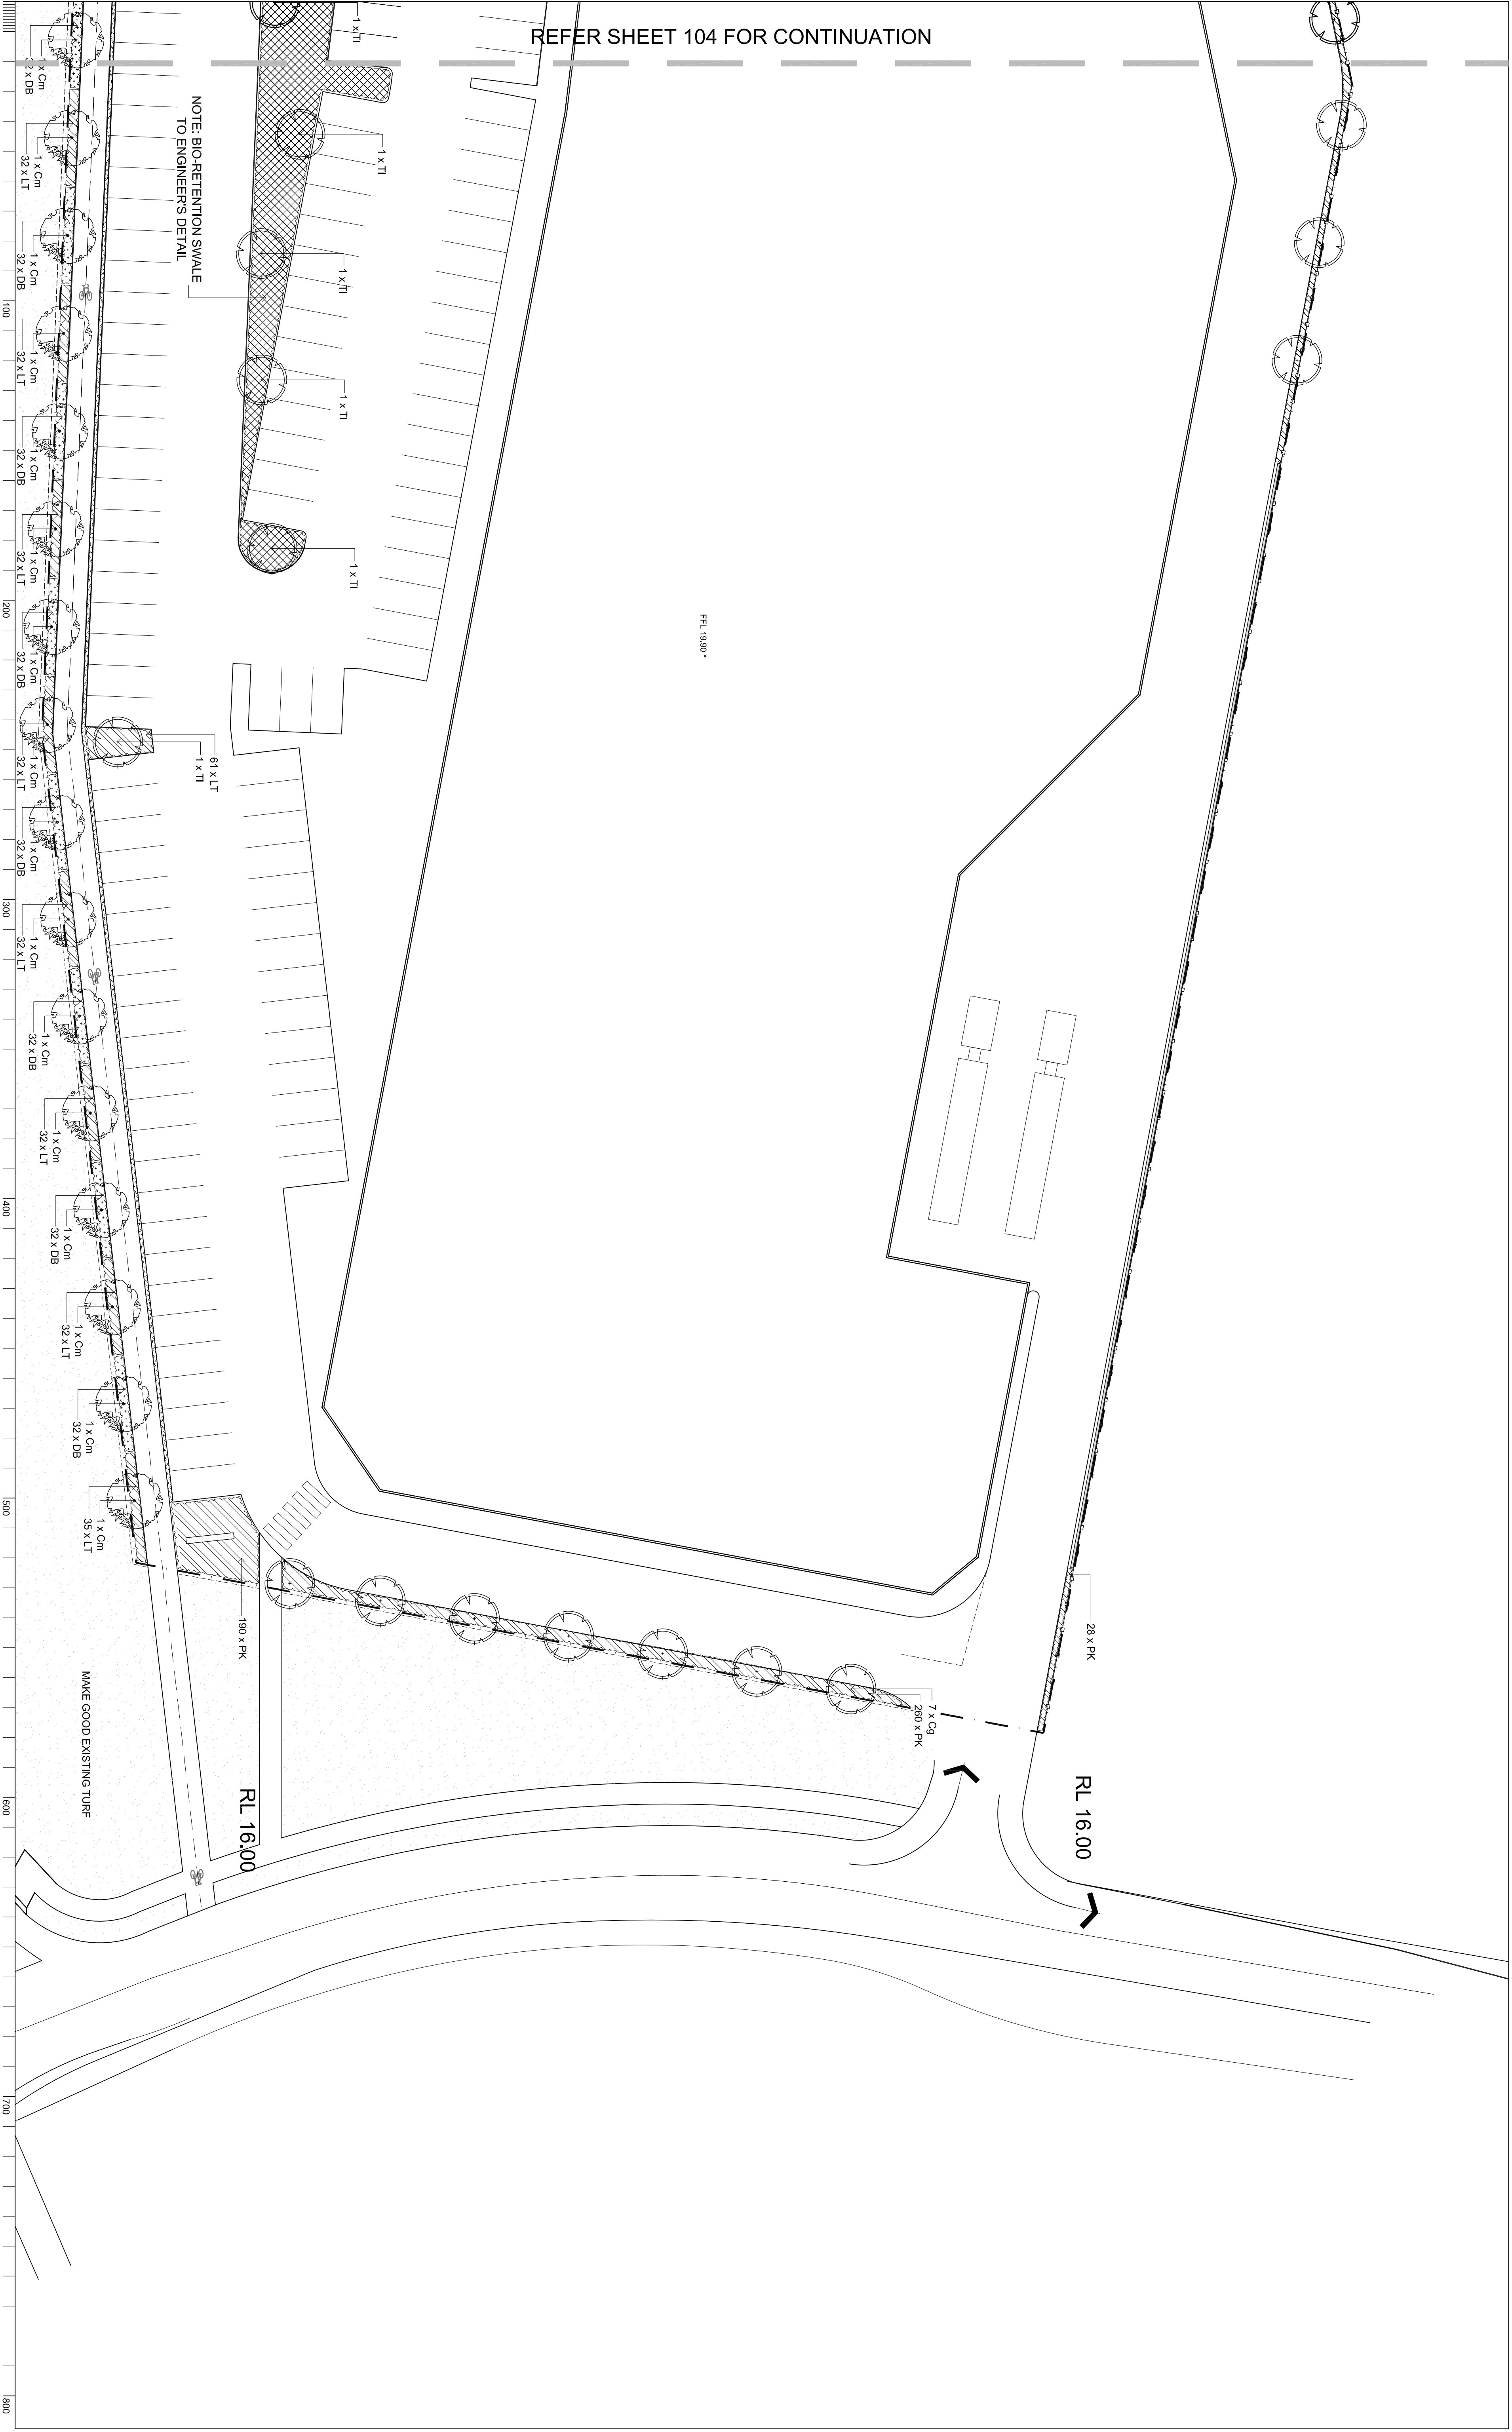 REFER SHEET 104 FOR CONTINUATION
1 x Cm
32 x DB
1 x Cm
32 x LT
1 x Cm
32 x DB
1 x Cm
32 x LT
1 x Cm
32 x DB
1 x Cm
32 x LT
1 x Cm
32 x DB
1 x Cm
32 x LT
1 x Cm
32 x DB
1 x Cm
32 x LT
1 x Cm
32 x DB
1 x Cm
32 x LT
1 x Cm
32 x DB
1 x Cm
32 x LT
1 x Cm
32 x DB
1 x Cm
35 x LT
NOTE: BIO-RETENTION SWALE
TO ENGINEER'S DETAIL
1 x Tl
1 x Tl
1 x Tl
1 x Tl
1 x Tl
61 x LT
1 x Tl
FFL 19.90 *
190 x PK
28 x PK
7 x Cg
260 x PK
MAKE GOOD EXISTING TURF
RL 16.00
RL 16.00
100
200
300
400
500
600
700
800